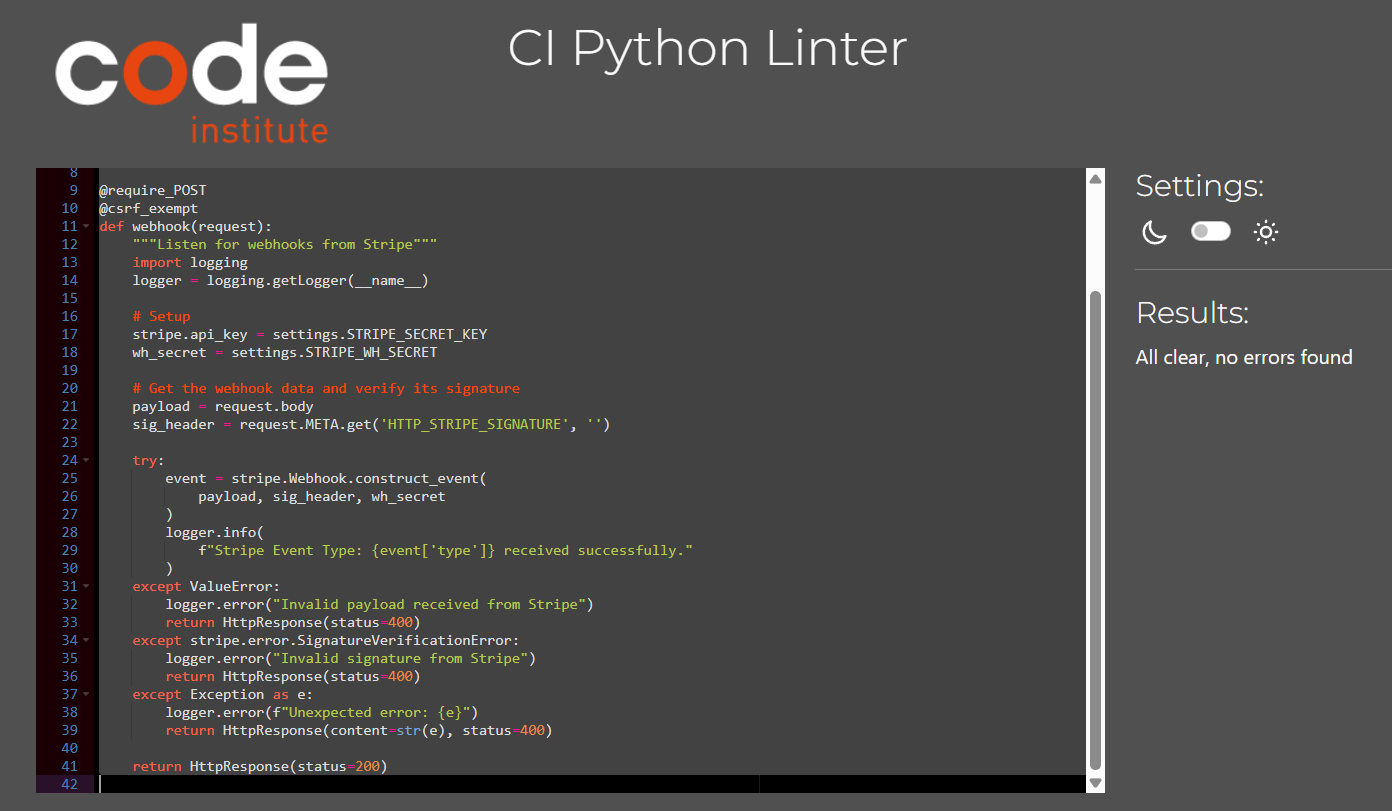 code
institute
CI Python Linter
8
9 @require_POST
10 @csrf_exempt
11 def webhook(request):
12     """Listen for webhooks from Stripe"""
13     import logging
14     logger = logging.getLogger(__name__)
15
16     # Setup
17     stripe.api_key = settings.STRIPE_SECRET_KEY
18     wh_secret = settings.STRIPE_WH_SECRET
19
20     # Get the webhook data and verify its signature
21     payload = request.body
22     sig_header = request.META.get('HTTP_STRIPE_SIGNATURE', '')
23
24     try:
25         event = stripe.Webhook.construct_event(
26             payload, sig_header, wh_secret
27         )
28         logger.info(
29             f"Stripe Event Type: {event['type']} received successfully."
30         )
31     except ValueError:
32         logger.error("Invalid payload received from Stripe")
33         return HttpResponse(status=400)
34     except stripe.error.SignatureVerificationError:
35         logger.error("Invalid signature from Stripe")
36         return HttpResponse(status=400)
37     except Exception as e:
38         logger.error(f"Unexpected error: {e}")
39         return HttpResponse(content=str(e), status=400)
40
41     return HttpResponse(status=200)
42
Settings:
Results:
All clear, no errors found